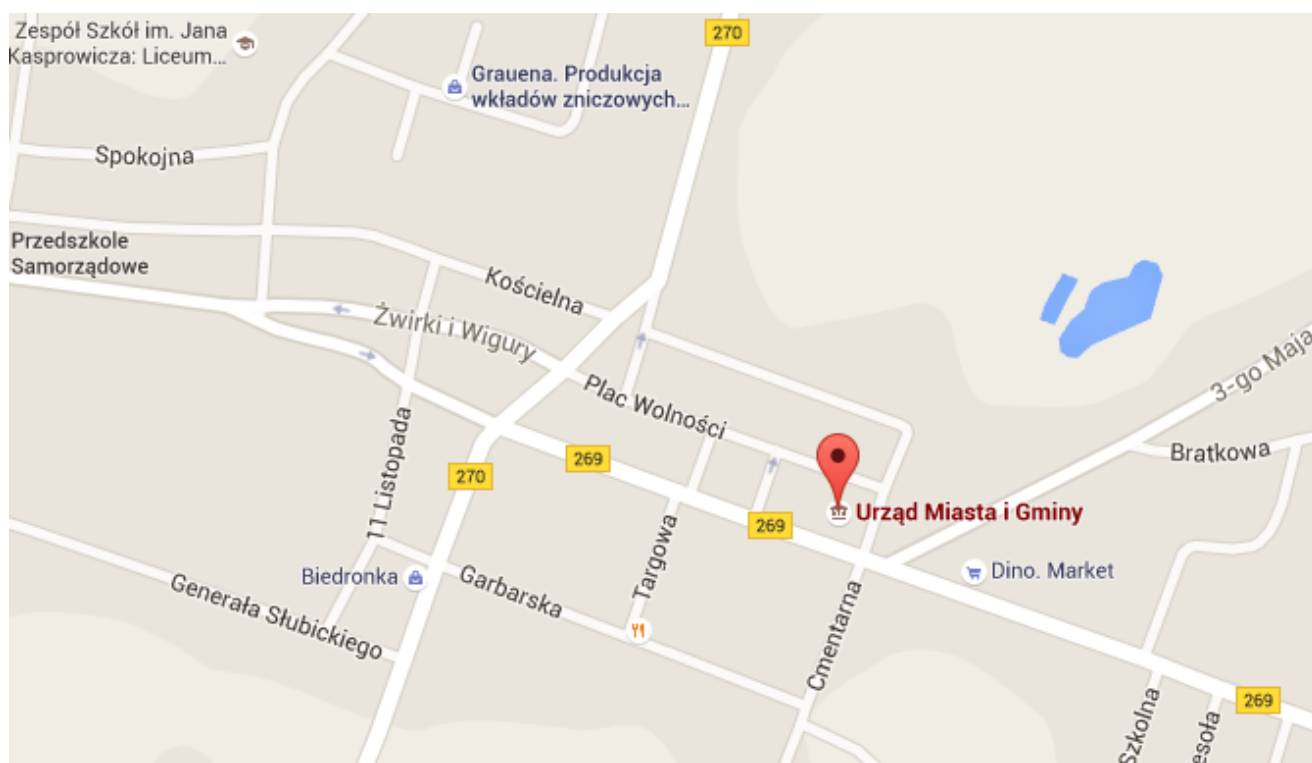 Zespół Szkół im. Jana
Kasprowicza: Liceum...
270
Grauena. Produkcja
wkładów zniczowych...
Spokojna
Przedszkole
Samorządowe
Kościelna
Żwirki i Wigury
3-go Maja
Plac Wolności
Bratkowa
269
270
11 Listopada
269
Urząd Miasta i Gminy
Targowa
Biedronka
Garbarska
Dino. Market
Generała Słubickiego
Cmentarna
269
Szkolna
esoła